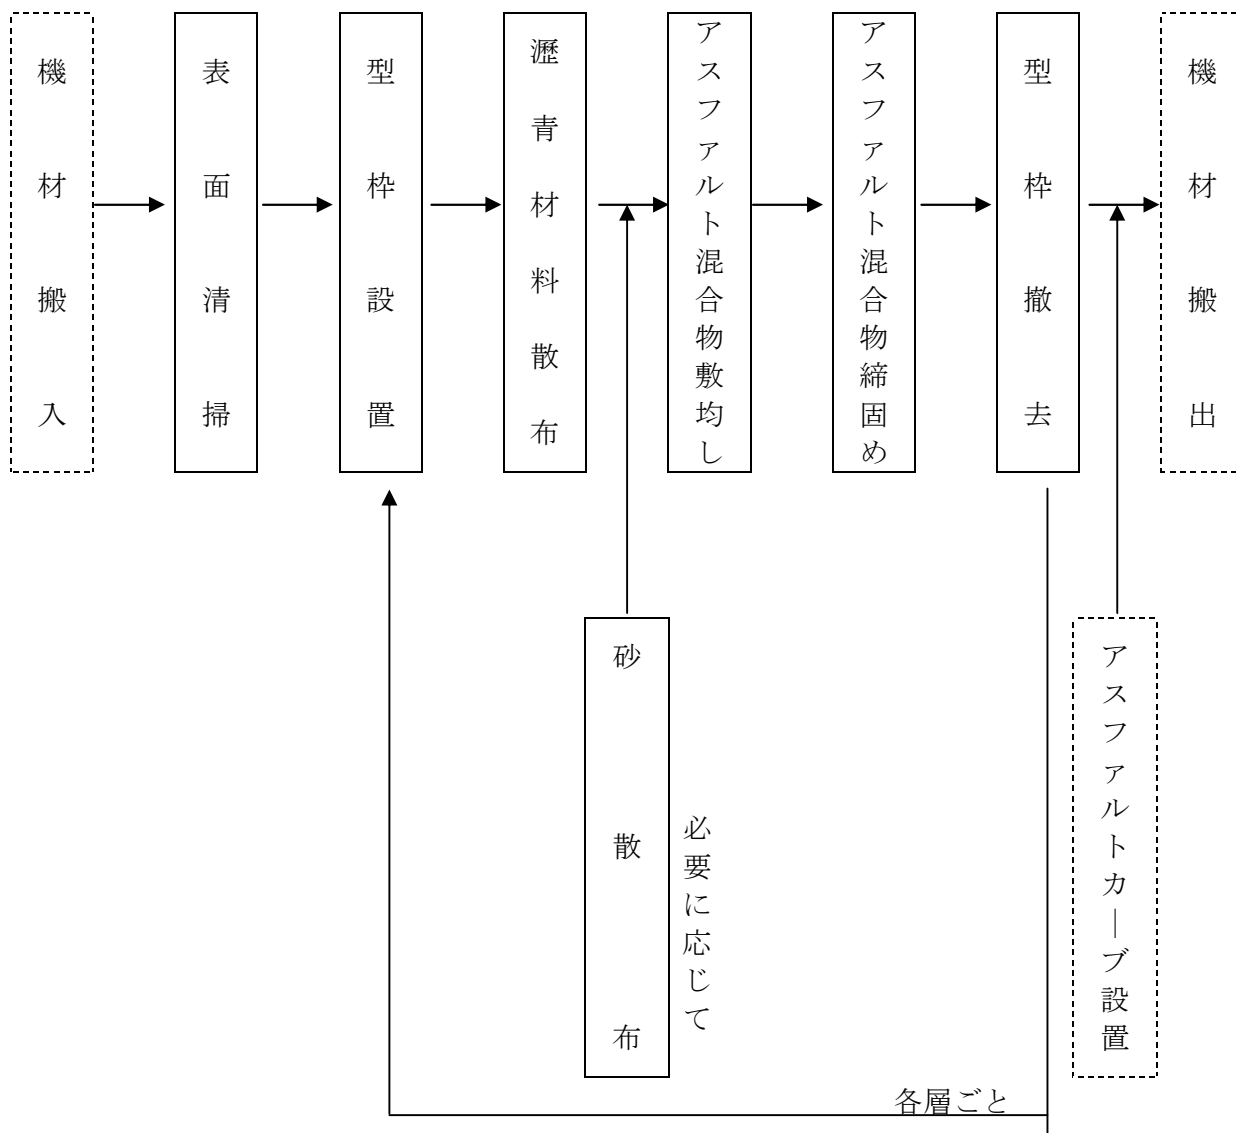 機材搬入
表面清掃
型枠設置
瀝青材料散布
アスファルト混合物敷均し
アスファルト混合物締固め
型枠撤去
機材搬出
砂散布
必要に応じて
アスファルトカーブ設置
各層ごと